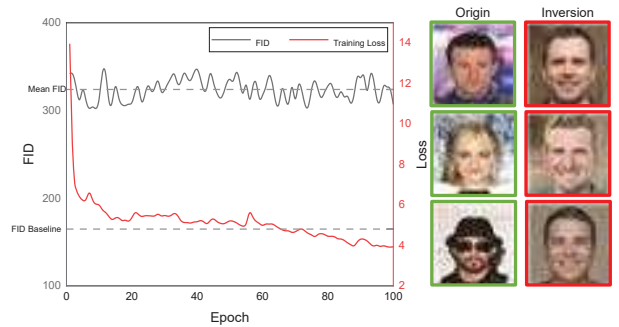 Origin
Inversion
400
300
200
100
FID
Mean FID
FID Baseline
FID
Training Loss
14
12
10
8
6
4
2
Loss
0
20
40
60
80
100
Epoch